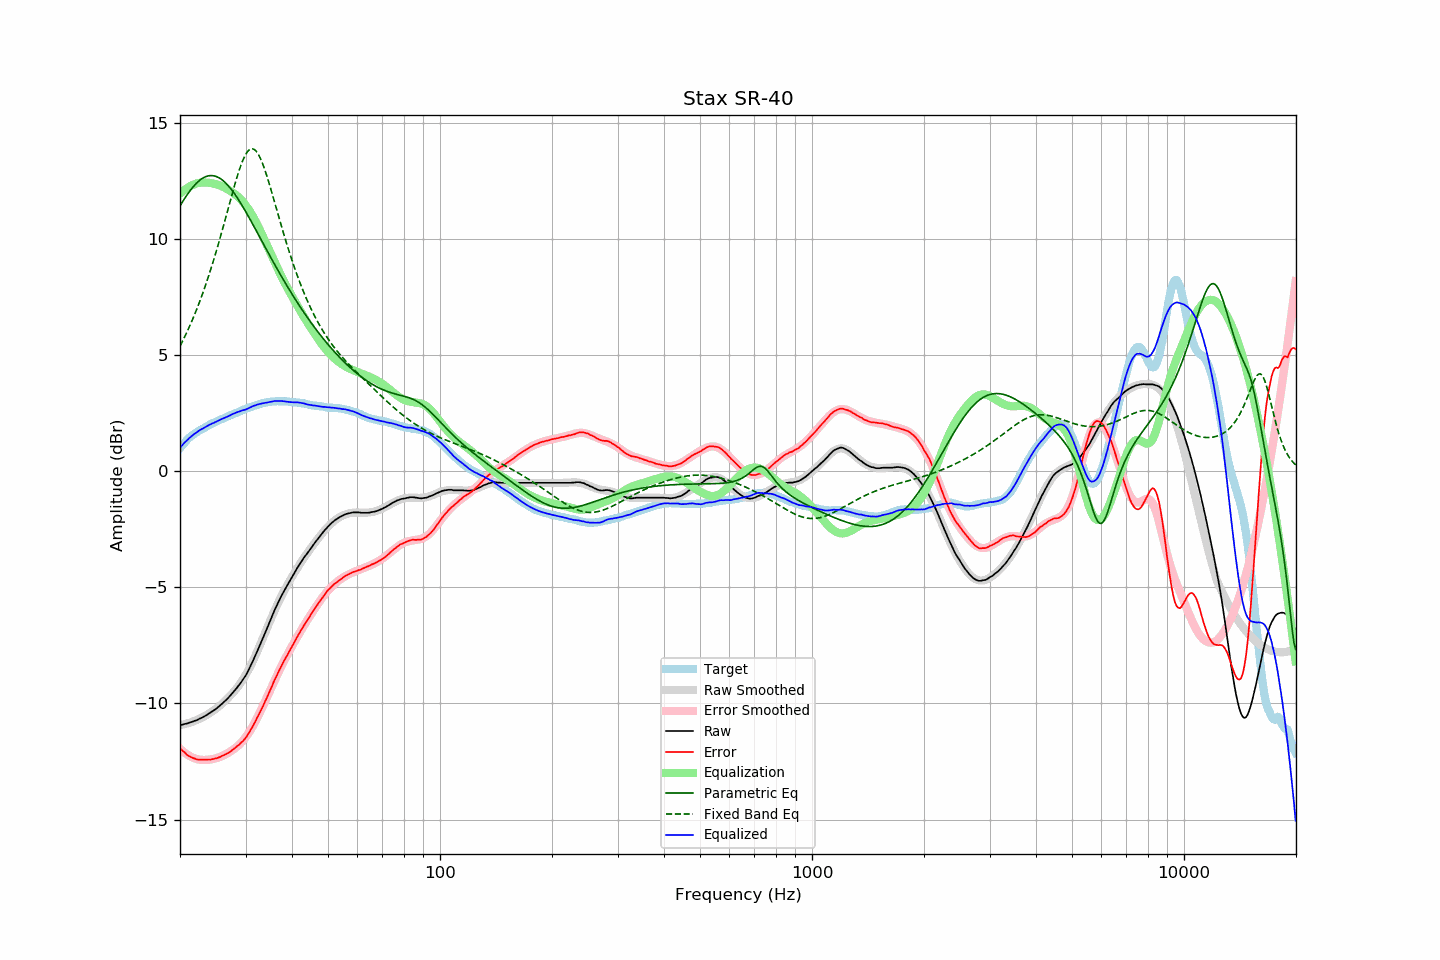 Stax SR-40
Amplitude (dBr)
15
10
5
0
−5
−10
−15
Target
Raw Smoothed
Error Smoothed
Raw
Error
Equalization
Parametric Eq
Fixed Band Eq
Equalized
100
1000
10000
Frequency (Hz)